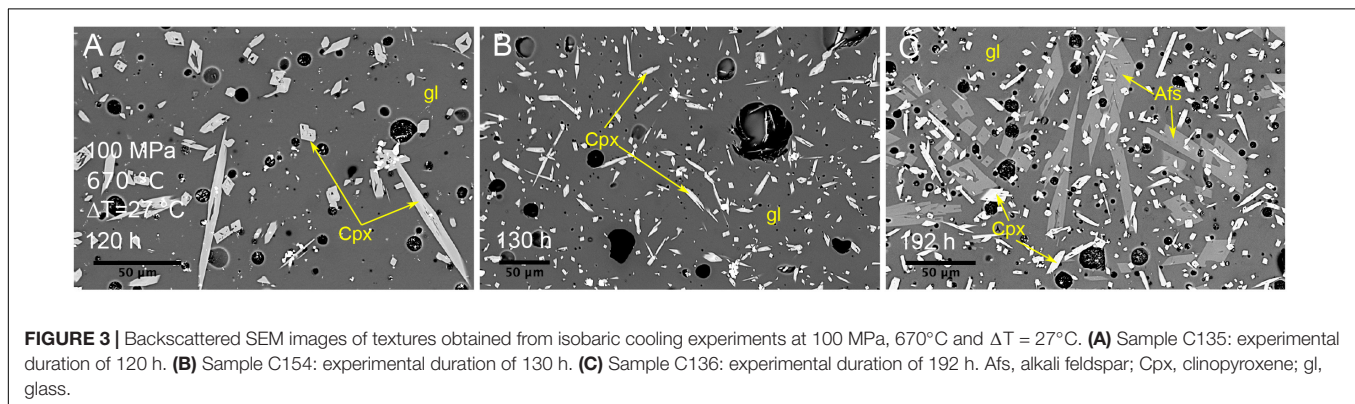 A
gl
100 MPa
670 °C
ΔT=27 °C
120 h
Cpx
50 µm
B
Cpx
gl
130 h
50 µm
C
gl
Afs
192 h
Cpx
50 µm
FIGURE 3 | Backscattered SEM images of textures obtained from isobaric cooling experiments at 100 MPa, 670°C and ΔT = 27°C. (A) Sample C135: experimental
duration of 120 h. (B) Sample C154: experimental duration of 130 h. (C) Sample C136: experimental duration of 192 h. Afs, alkali feldspar; Cpx, clinopyroxene; gl,
glass.